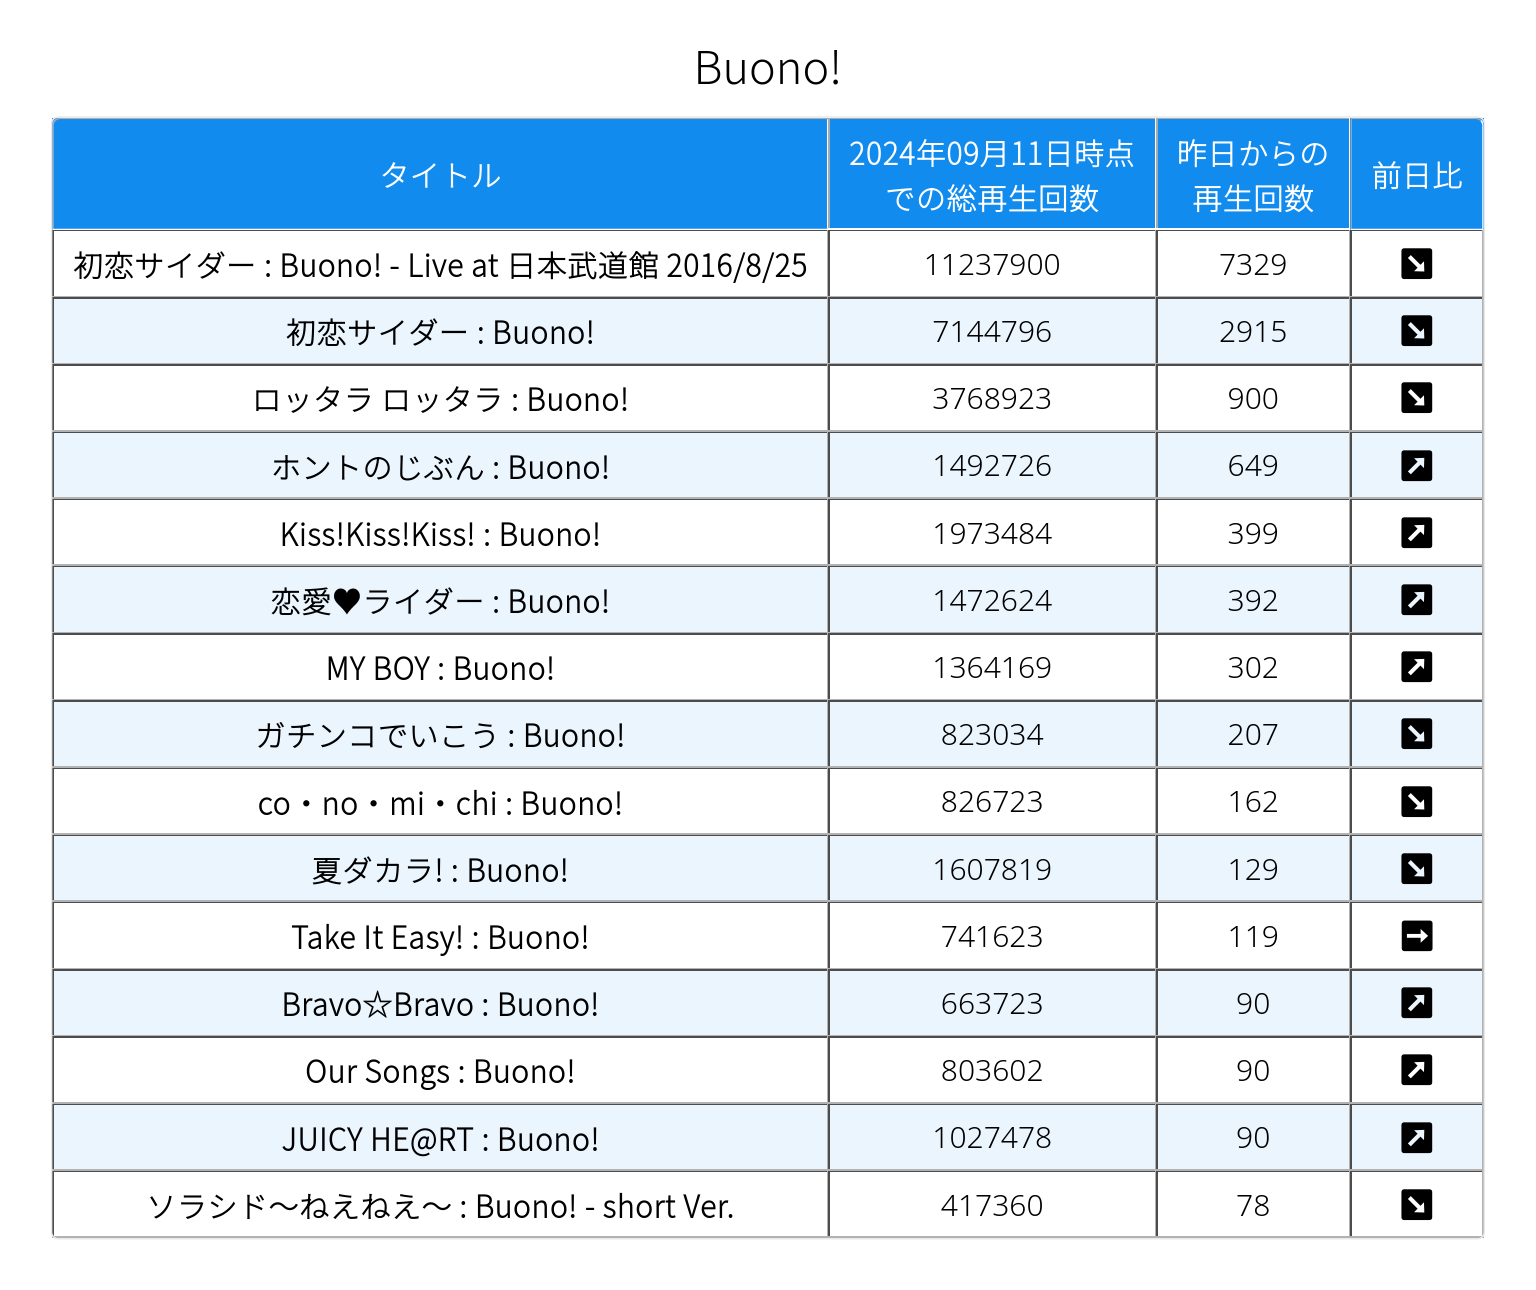 Buono!
タイトル 2024年09月11日時点での総再生回数 昨日からの再生回数 前日比
初恋サイダー : Buono! - Live at 日本武道館 2016/8/25 11237900 7329 ↘
初恋サイダー : Buono! 7144796 2915 ↘
ロッタラ ロッタラ : Buono! 3768923 900 ↘
ホントのじぶん : Buono! 1492726 649 ↗
Kiss!Kiss!Kiss! : Buono! 1973484 399 ↗
恋愛♥ライダー : Buono! 1472624 392 ↗
MY BOY : Buono! 1364169 302 ↗
ガチンコでいこう : Buono! 823034 207 ↘
co・no・mi・chi : Buono! 826723 162 ↘
夏ダカラ! : Buono! 1607819 129 ↘
Take It Easy! : Buono! 741623 119 →
Bravo☆Bravo : Buono! 663723 90 ↗
Our Songs : Buono! 803602 90 ↗
JUICY HE@RT : Buono! 1027478 90 ↗
ソラシド〜ねえねえ〜 : Buono! - short Ver. 417360 78 ↘